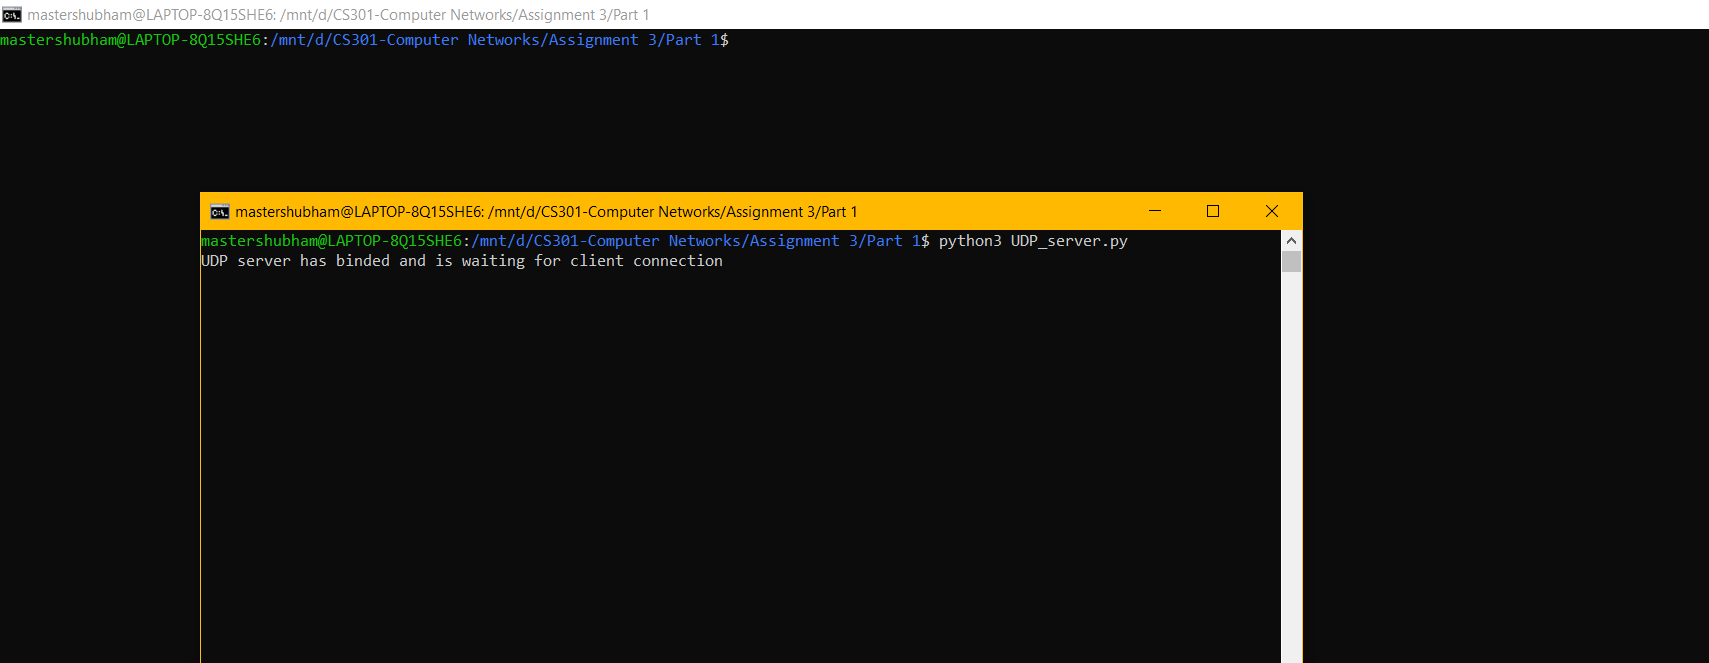 mastershubham@LAPTOP-8Q15SHE6: /mnt/d/CS301-Computer Networks/Assignment 3/Part 1
mastershubham@LAPTOP-8Q15SHE6:/mnt/d/CS301-Computer Networks/Assignment 3/Part 1$
mastershubham@LAPTOP-8Q15SHE6: /mnt/d/CS301-Computer Networks/Assignment 3/Part 1
mastershubham@LAPTOP-8Q15SHE6:/mnt/d/CS301-Computer Networks/Assignment 3/Part 1$ python3 UDP_server.py
UDP server has binded and is waiting for client connection